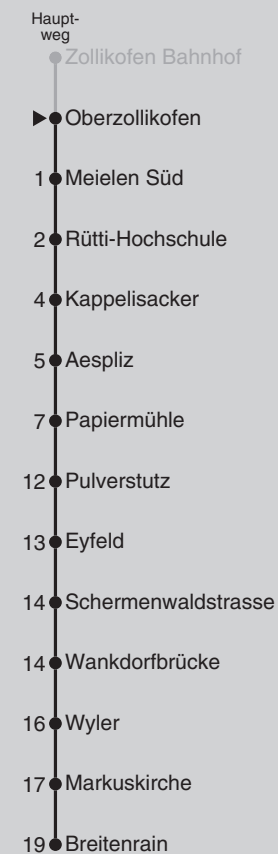 Haupt-
weg
Zollikofen Bahnhof
Oberzollikofen
1 Meielen Süd
2 Rütti-Hochschule
4 Kappelisacker
5 Aespliz
7 Papiermühle
12 Pulverstutz
13 Eyfeld
14 Schermenwaldstrasse
14 Wankdorfbrücke
16 Wyler
17 Markuskirche
19 Breitenrain